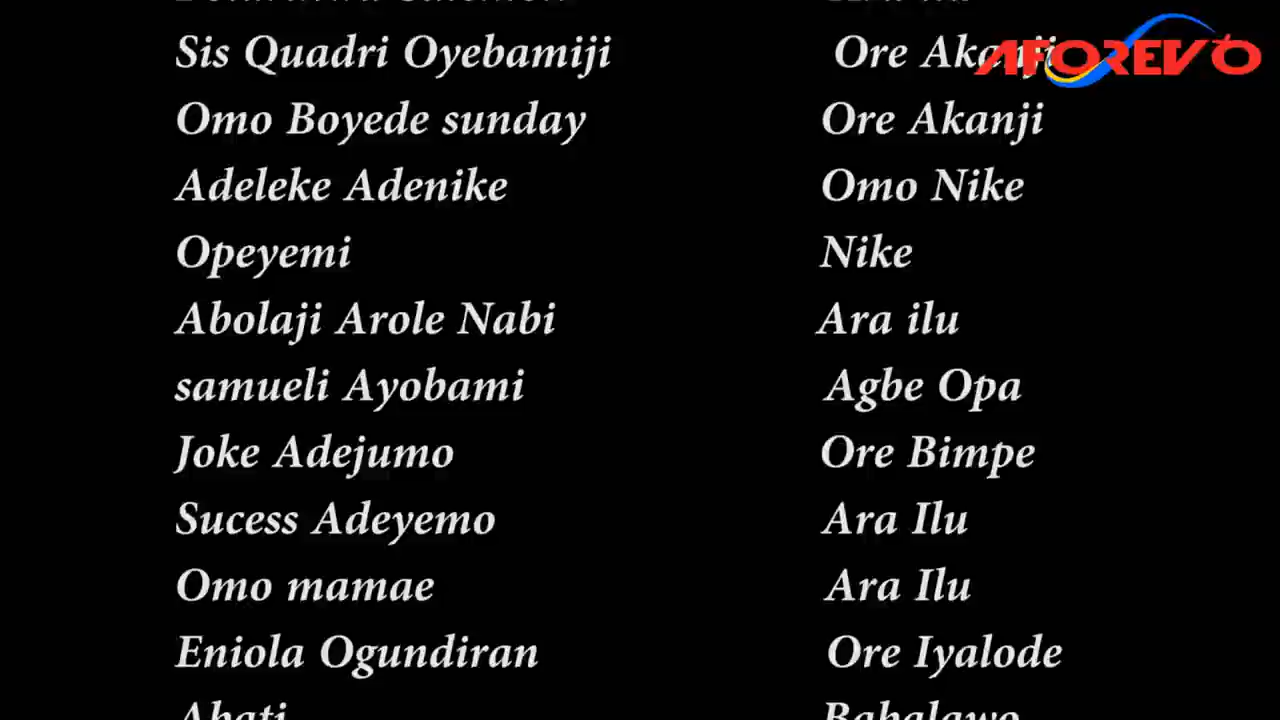 Sis Quadri Oyebamiji Ore Akanji
AFOREVO
Omo Boyede sunday Ore Akanji
Adeleke Adenike Omo Nike
Opeyemi Nike
Abolaji Arole Nabi Ara ilu
samueli Ayobami Agbe Opa
Joke Adejumo Ore Bimpe
Sucess Adeyemo Ara Ilu
Omo mamae Ara Ilu
Eniola Ogundiran Ore Iyalode
Abati Babalawo